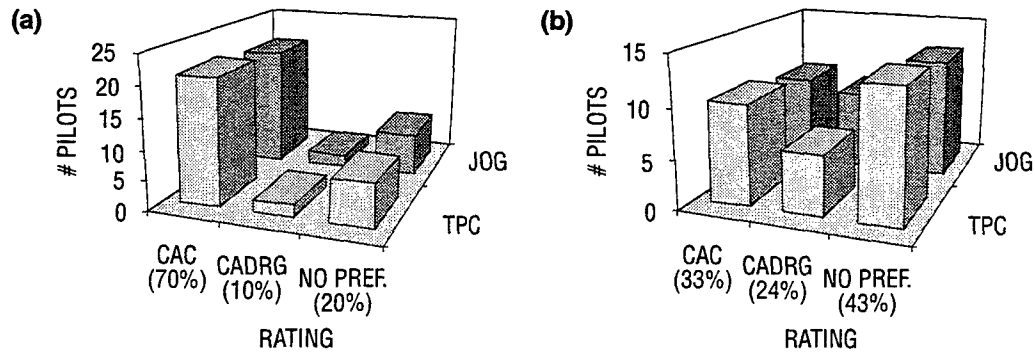 (a)
25
20
15
10
5
0
# PILOTS
JOG
TPC
CAC
(70%)
CADRG
(10%)
NO PREF.
(20%)
RATING
(b)
15
10
5
0
# PILOTS
JOG
TPC
CAC
(33%)
CADRG
(24%)
NO PREF.
(43%)
RATING